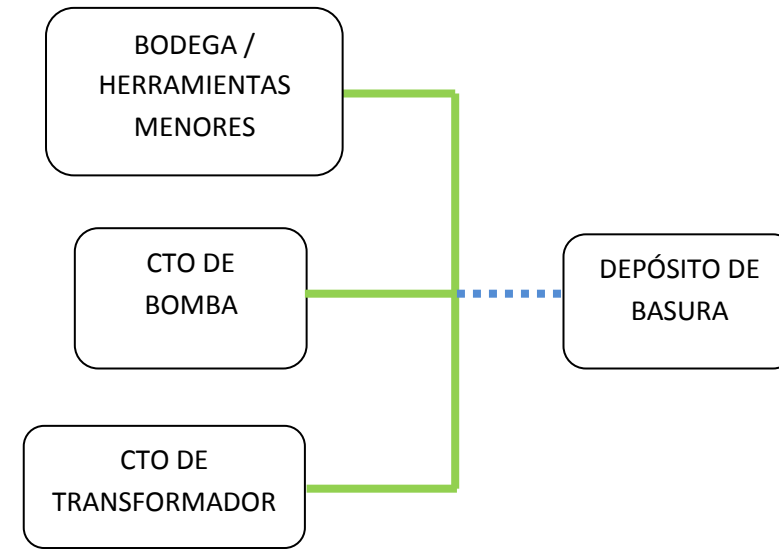 BODEGA /
HERRAMIENTAS
MENORES
CTO DE
BOMBA
DEPÓSITO DE
BASURA
CTO DE
TRANSFORMADOR